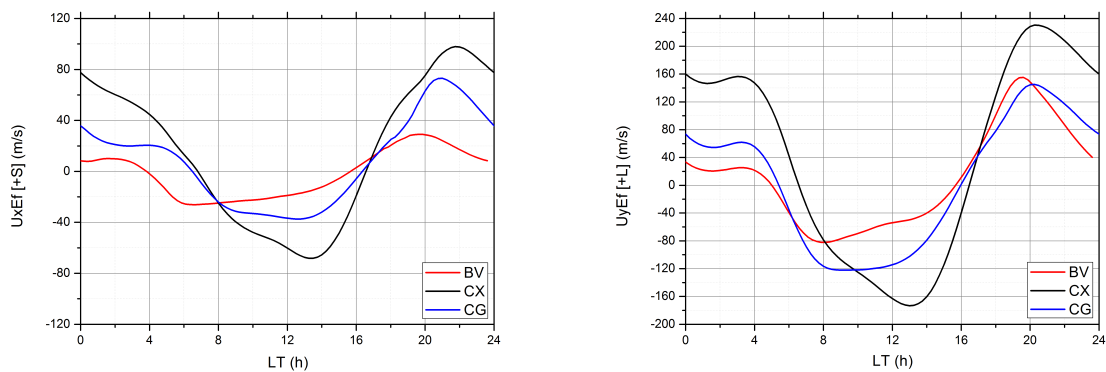 UxEf [+S] (m/s)
120
80
40
0
-40
-80
-120
0 4 8 12 16 20 24
LT (h)
BV
CX
CG
UyEf [+L] (m/s)
240
200
160
120
80
40
0
-40
-80
-120
-160
-200
0 4 8 12 16 20 24
LT (h)
BV
CX
CG